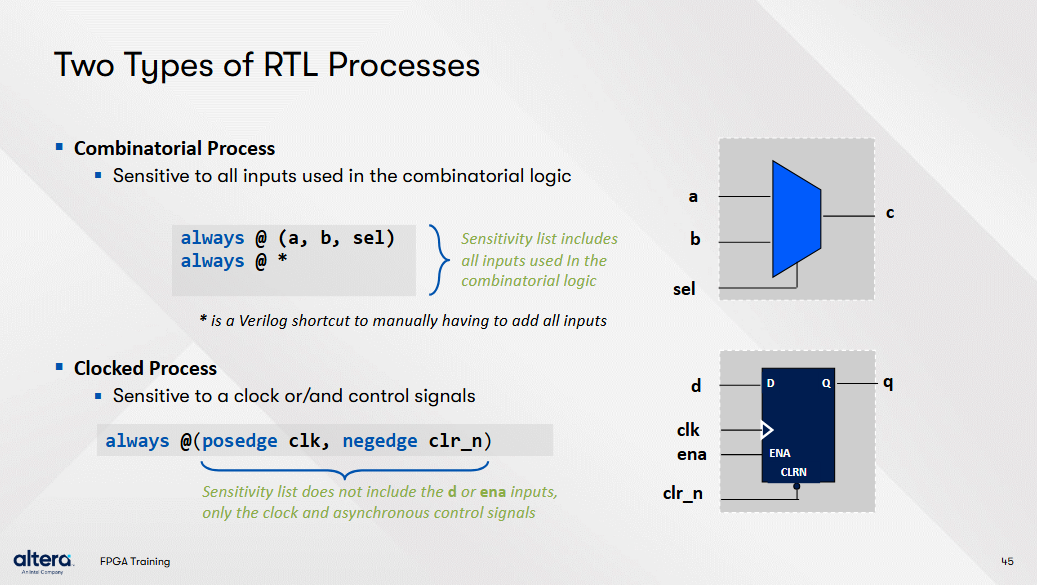 Two Types of RTL Processes
Combinatorial Process
Sensitive to all inputs used in the combinatorial logic
always @ (a, b, sel)
always @ *
Sensitivity list includes
all inputs used In the
combinatorial logic
* is a Verilog shortcut to manually having to add all inputs
a
b
sel
c
Clocked Process
Sensitive to a clock or/and control signals
always @(posedge clk, negedge clr_n)
Sensitivity list does not include the d or ena inputs,
only the clock and asynchronous control signals
d
clk
ena
clr_n
D
Q
ENA
CLRN
q
altera
An Intel Company
FPGA Training
45